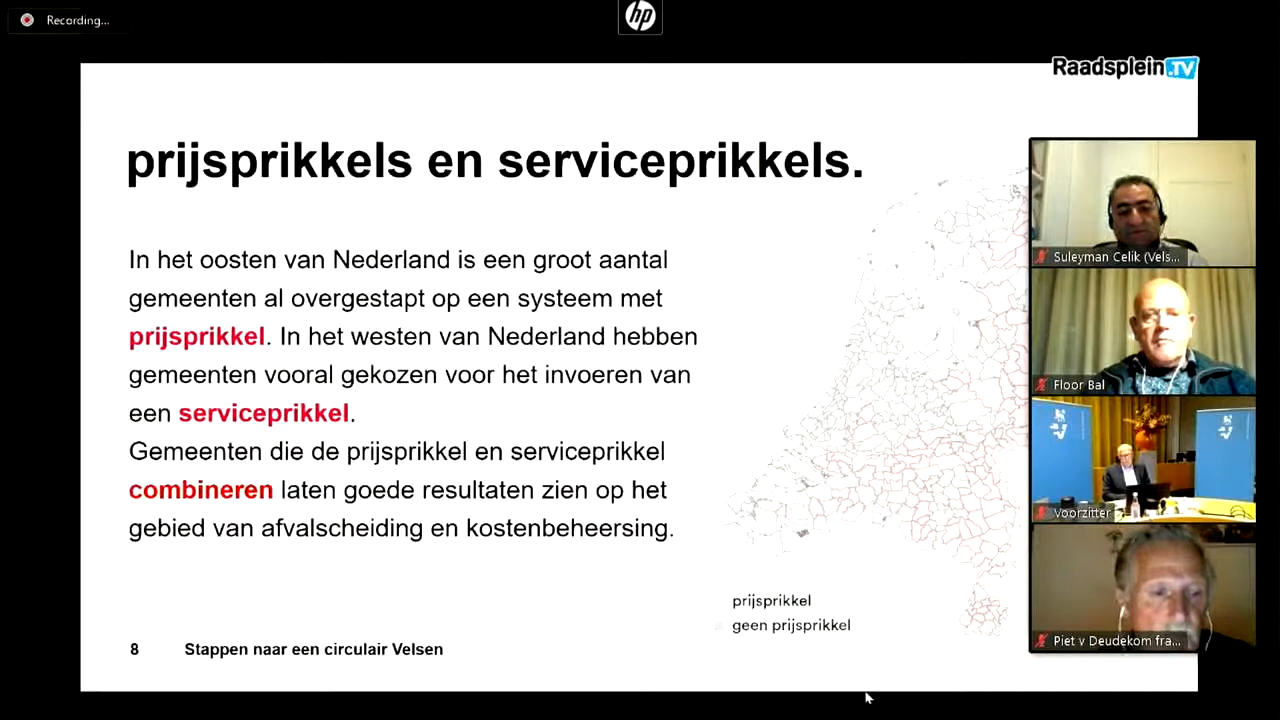 Recording...
hp
Raadsplein.TV
prijsprikkels en serviceprikkels.
In het oosten van Nederland is een groot aantal
gemeenten al overgestapt op een systeem met
prijsprikkel. In het westen van Nederland hebben
gemeenten vooral gekozen voor het invoeren van
een serviceprikkel.
Gemeenten die de prijsprikkel en serviceprikkel
combineren laten goede resultaten zien op het
gebied van afvalscheiding en kostenbeheersing.
prijsprikkel
geen prijsprikkel
8 Stappen naar een circulair Velsen
Suleyman Celik (Vels...
Floor Bal
Voorzitter
Piet v Deudekom fra...